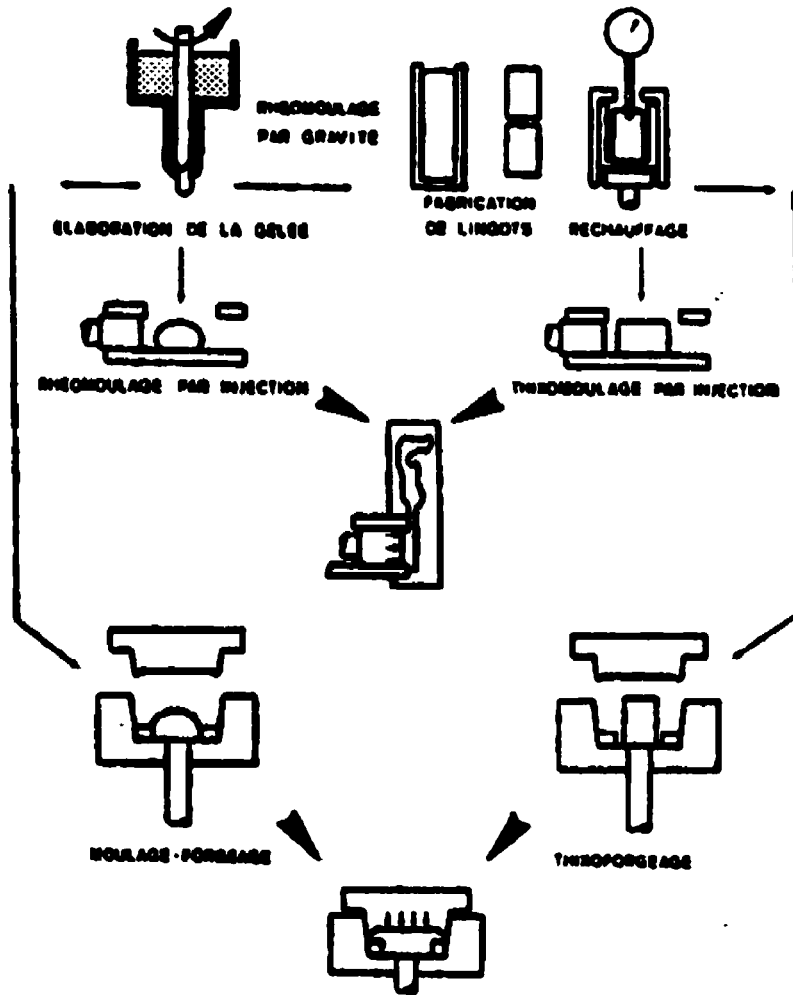 RHEOMOULAGE
PAR GRAVITE
ELABORATION DE LA GELEE
FABRICATION
DE LINGOTS
RECHAUFFAGE
RHEOMOULAGE PAR INJECTION
THIXOMOULAGE PAR INJECTION
MOULAGE-FORGEAGE
THIXOFORGEAGE